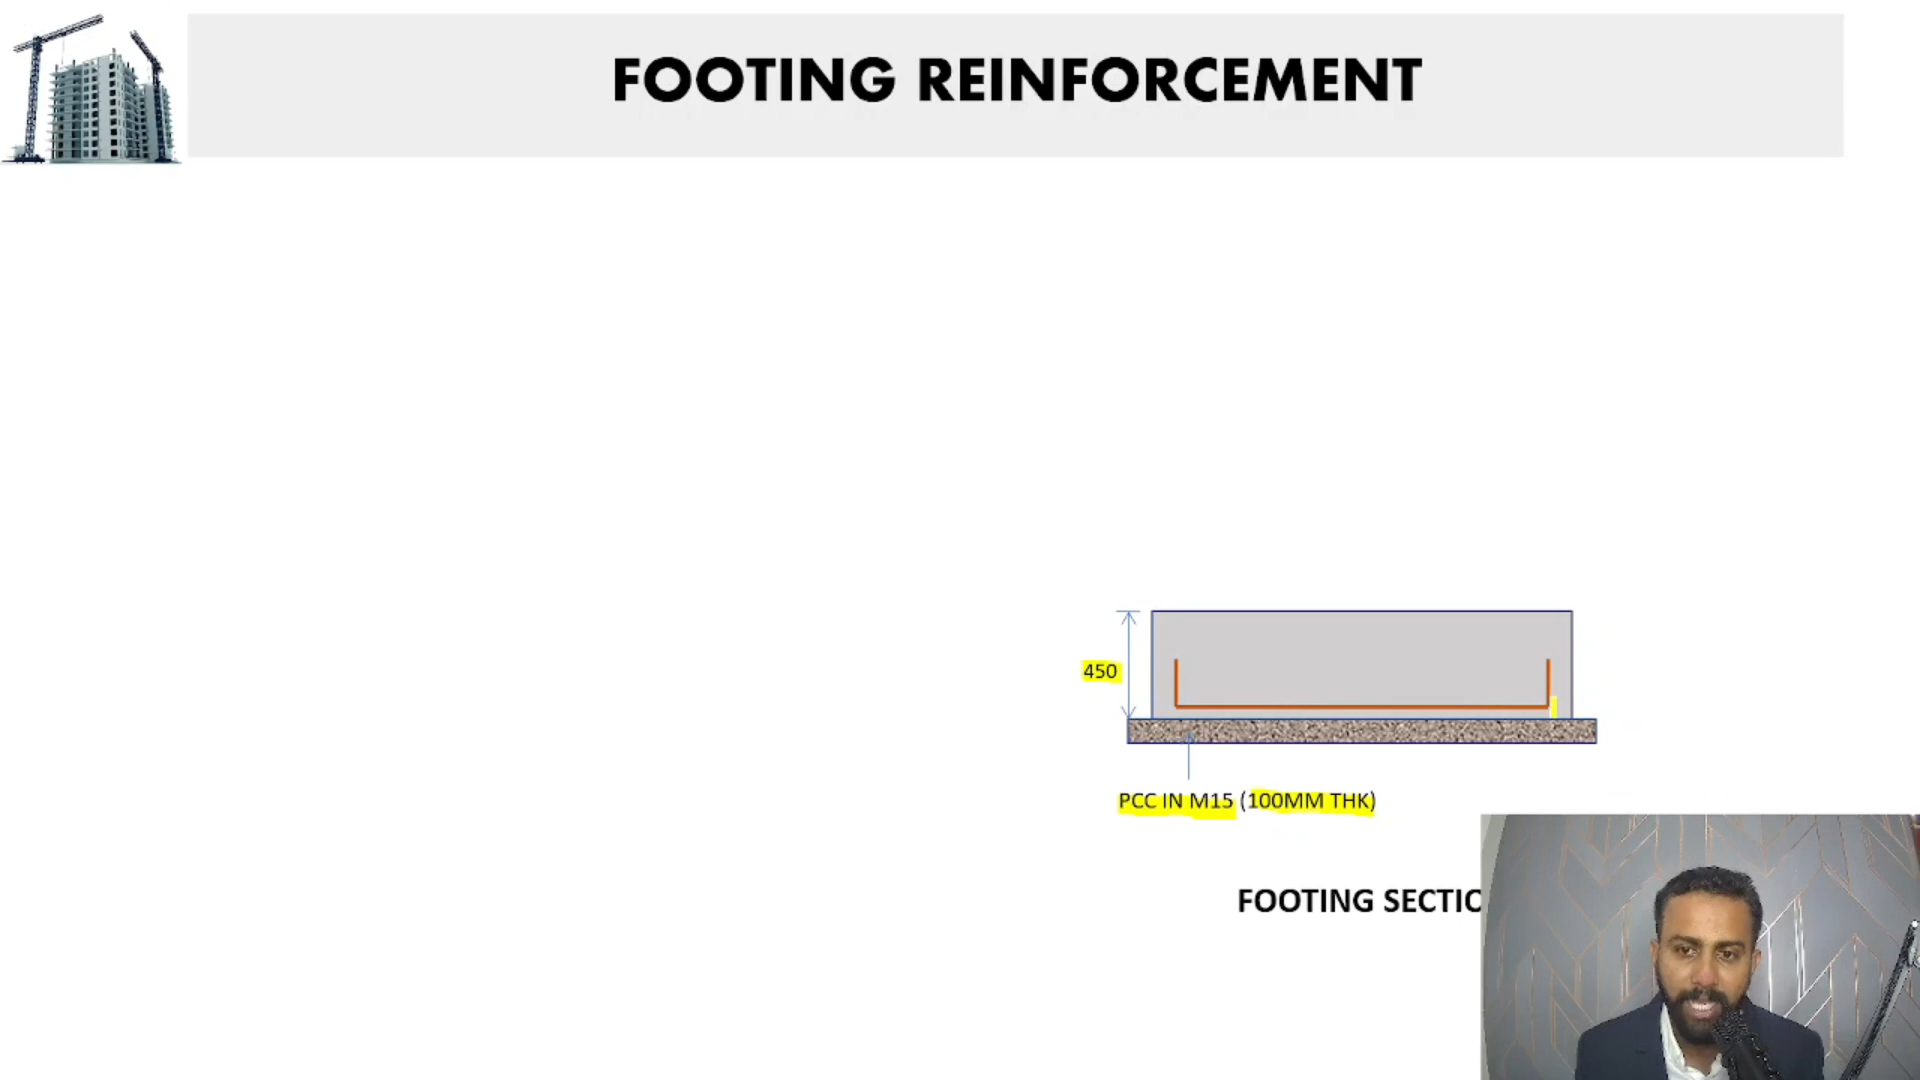 FOOTING REINFORCEMENT
450
PCC IN M15 (100MM THK)
FOOTING SECTIO